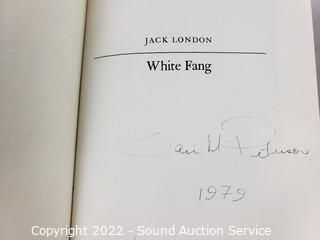 JACK LONDON
White Fang
1979
Copyright 2022 - Sound Auction Service